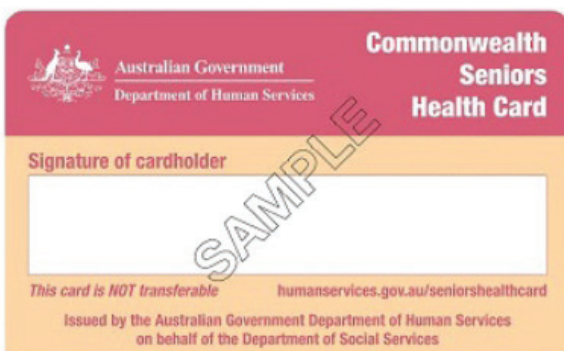 Australian Government
Department of Human Services
Commonwealth
Seniors
Health Card
Signature of cardholder
SAMPLE
This card is NOT transferable
humanservices.gov.au/seniorshealthcard
Issued by the Australian Government Department of Human Services
on behalf of the Department of Social Services